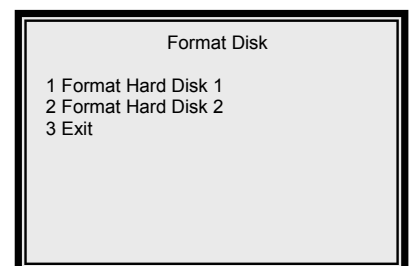 Format Disk
1 Format Hard Disk 1
2 Format Hard Disk 2
3 Exit